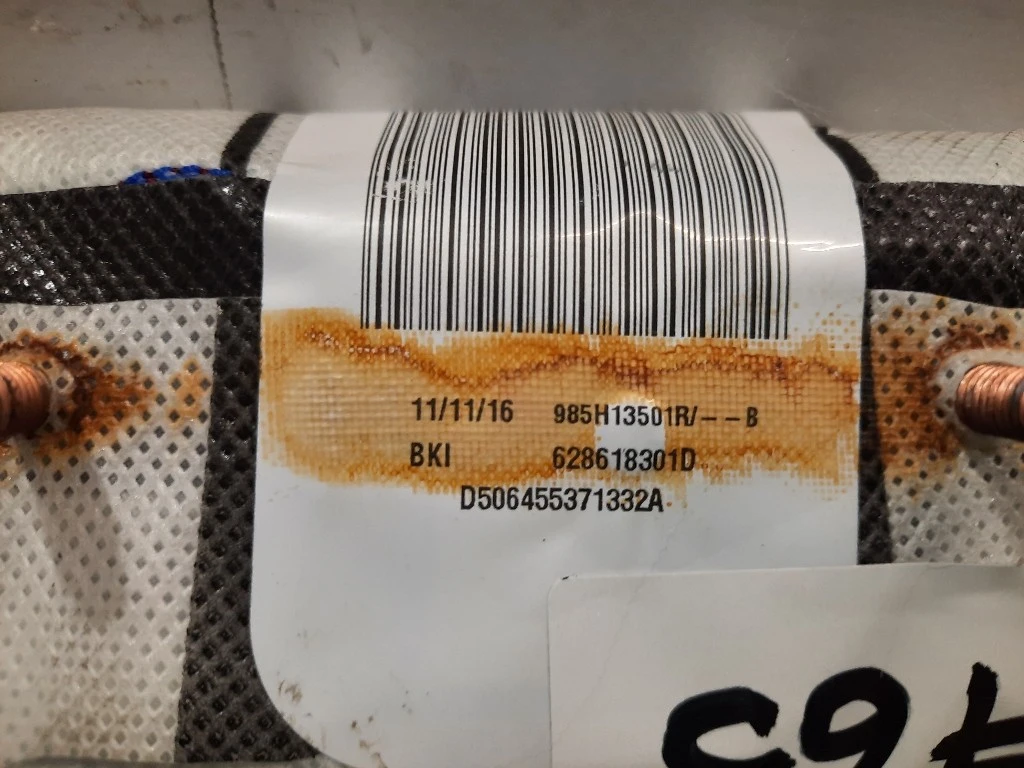 11/11/16 985H13501R/--B
BKI 628618301D
D506455371332A